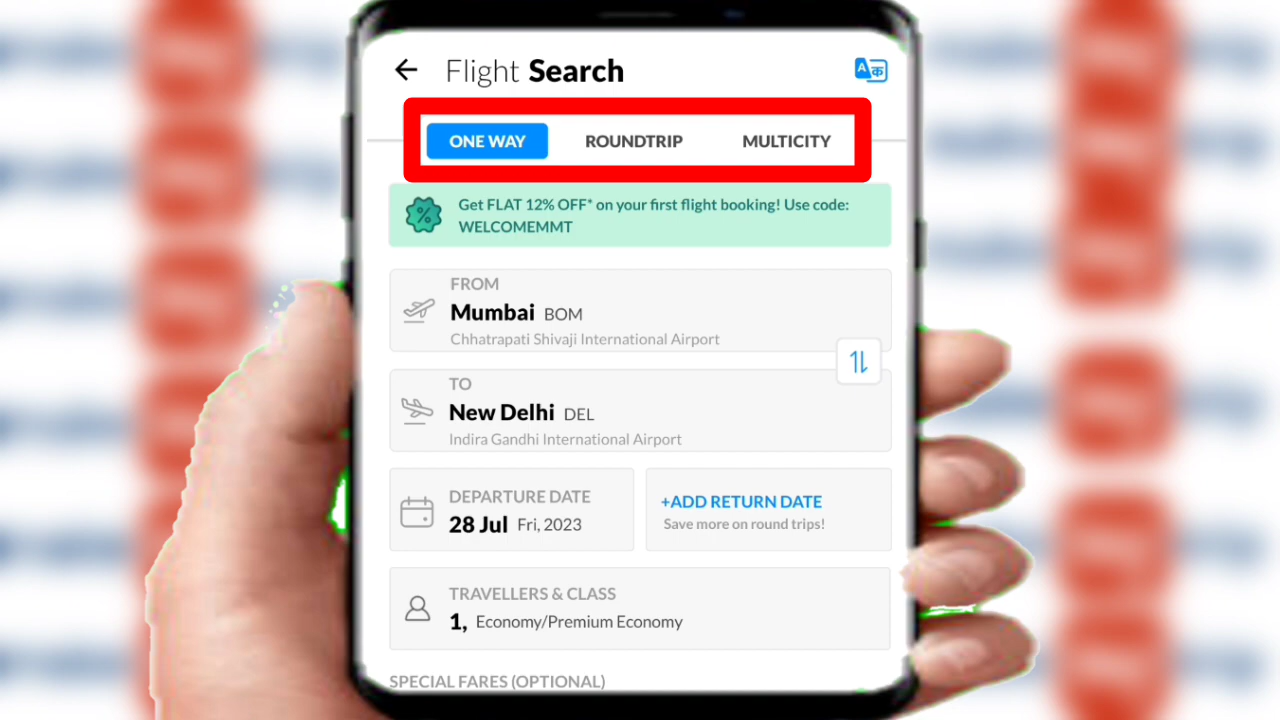 Flight Search
ONE WAY ROUNDTRIP MULTICITY
Get FLAT 12% OFF* on your first flight booking! Use code:
WELCOMEMMT
FROM
Mumbai BOM
Chhatrapati Shivaji International Airport
TO
New Delhi DEL
Indira Gandhi International Airport
DEPARTURE DATE
28 Jul Fri, 2023
+ADD RETURN DATE
Save more on round trips!
TRAVELLERS & CLASS
1, Economy/Premium Economy
SPECIAL FARES (OPTIONAL)